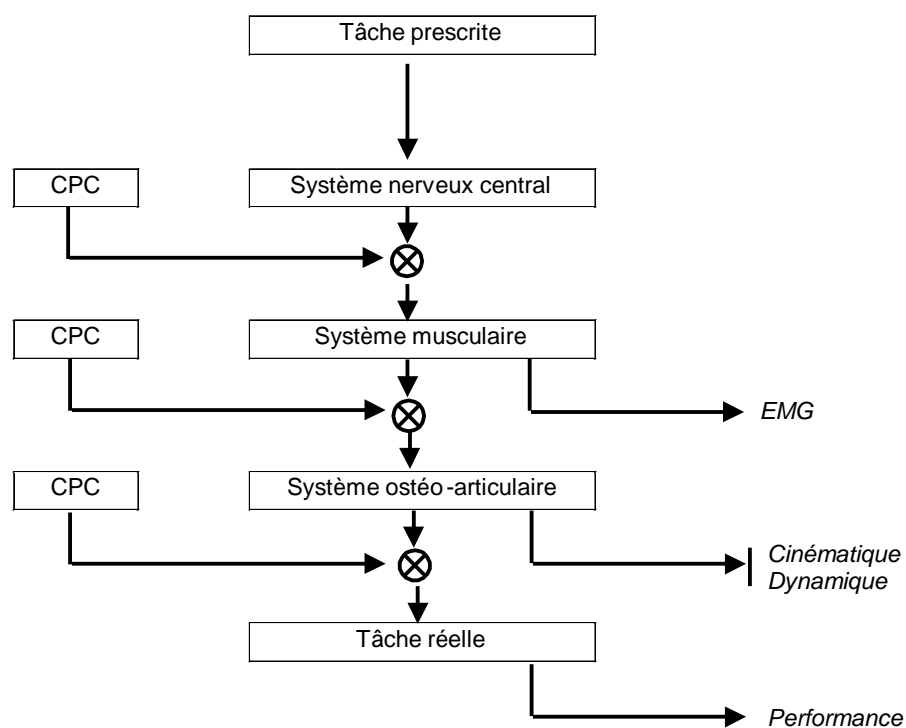 Tâche prescrite
CPC
Système nerveux central
CPC
Système musculaire
EMG
CPC
Système ostéo-articulaire
Cinématique
Dynamique
Tâche réelle
Performance